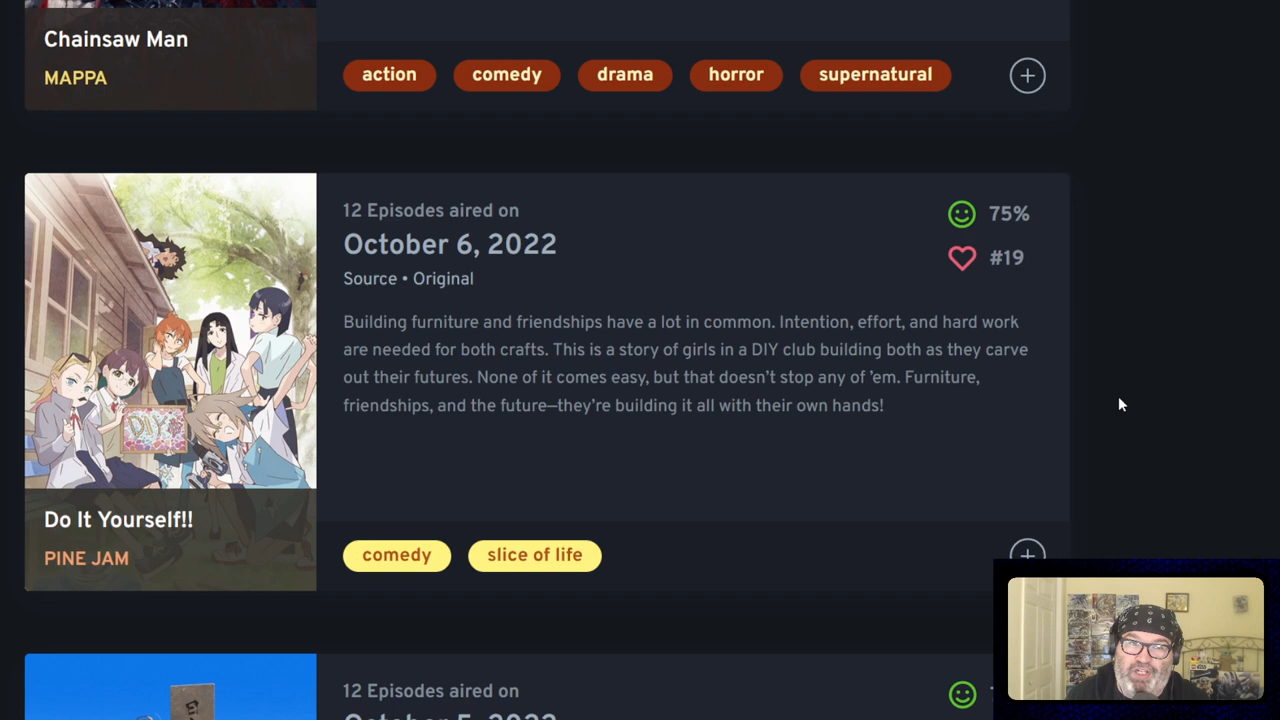 Chainsaw Man
MAPPA
action comedy drama horror supernatural
12 Episodes aired on
October 6, 2022
Source • Original
75%
#19
Building furniture and friendships have a lot in common. Intention, effort, and hard work
are needed for both crafts. This is a story of girls in a DIY club building both as they carve
out their futures. None of it comes easy, but that doesn't stop any of 'em. Furniture,
friendships, and the future—they're building it all with their own hands!
DIY
Do It Yourself!!
PINE JAM
comedy slice of life
12 Episodes aired on
October 5, 2022